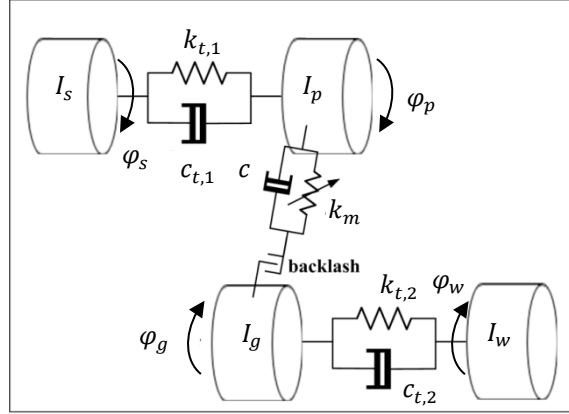 k_{t,1}
I_s
I_p
φ_s
φ_p
c_{t,1}
c
k_m
backlash
k_{t,2}
φ_w
φ_g
I_g
I_w
c_{t,2}